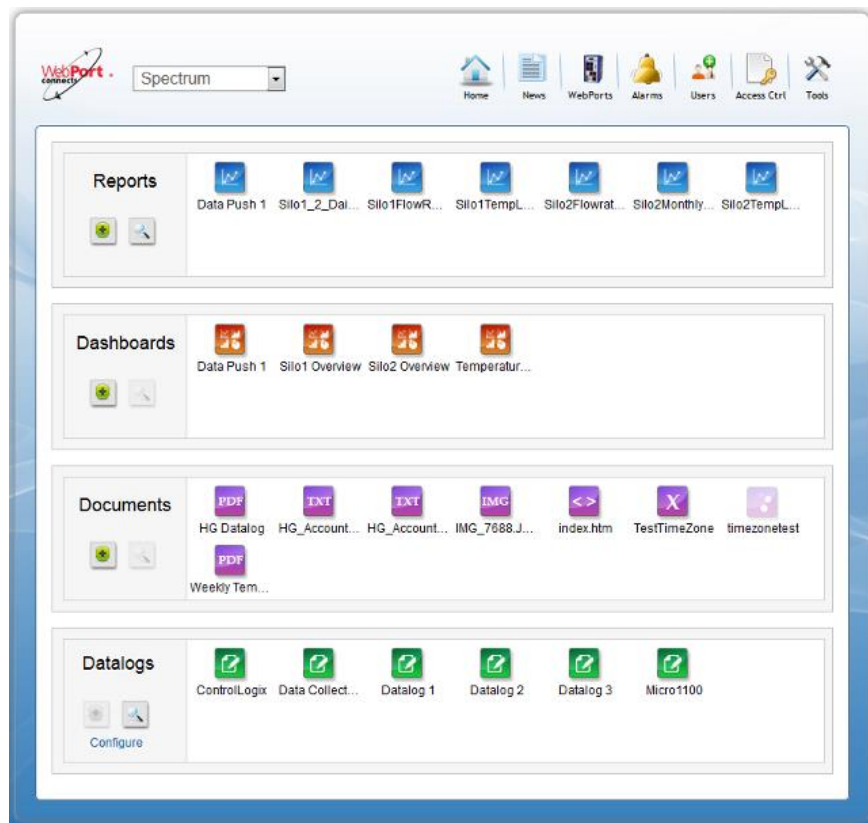 WebPort.
connects
Spectrum
Home News WebPorts Alarms Users Access Ctrl Tools
Reports
Data Push 1 Silo1_2_Dai... Silo1FlowR... Silo1TempL... Silo2Flowrat... Silo2Monthly... Silo2TempL...
Dashboards
Data Push 1 Silo1 Overview Silo2 Overview Temperatur...
Documents
PDF TXT TXT IMG <> X
HG Datalog HG_Account... HG_Account... IMG_7688.J... index.htm TestTimeZone timezonetest
PDF
Weekly Tem...
Datalogs
ControlLogix Data Collect... Datalog 1 Datalog 2 Datalog 3 Micro1100
Configure